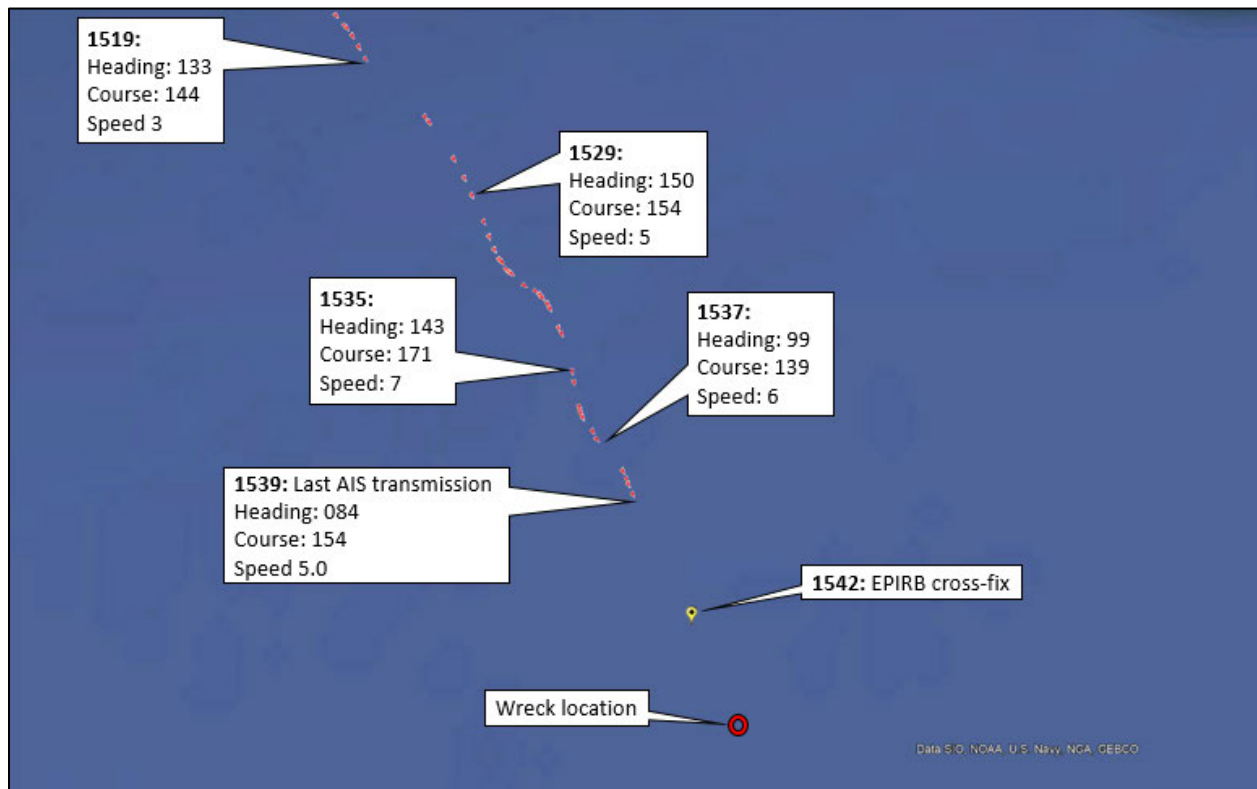 1519:
Heading: 133
Course: 144
Speed 3
1529:
Heading: 150
Course: 154
Speed: 5
1535:
Heading: 143
Course: 171
Speed: 7
1537:
Heading: 99
Course: 139
Speed: 6
1539: Last AIS transmission
Heading: 084
Course: 154
Speed 5.0
1542: EPIRB cross-fix
Wreck location
Data SIO, NOAA, U.S. Navy, NGA, GEBCO